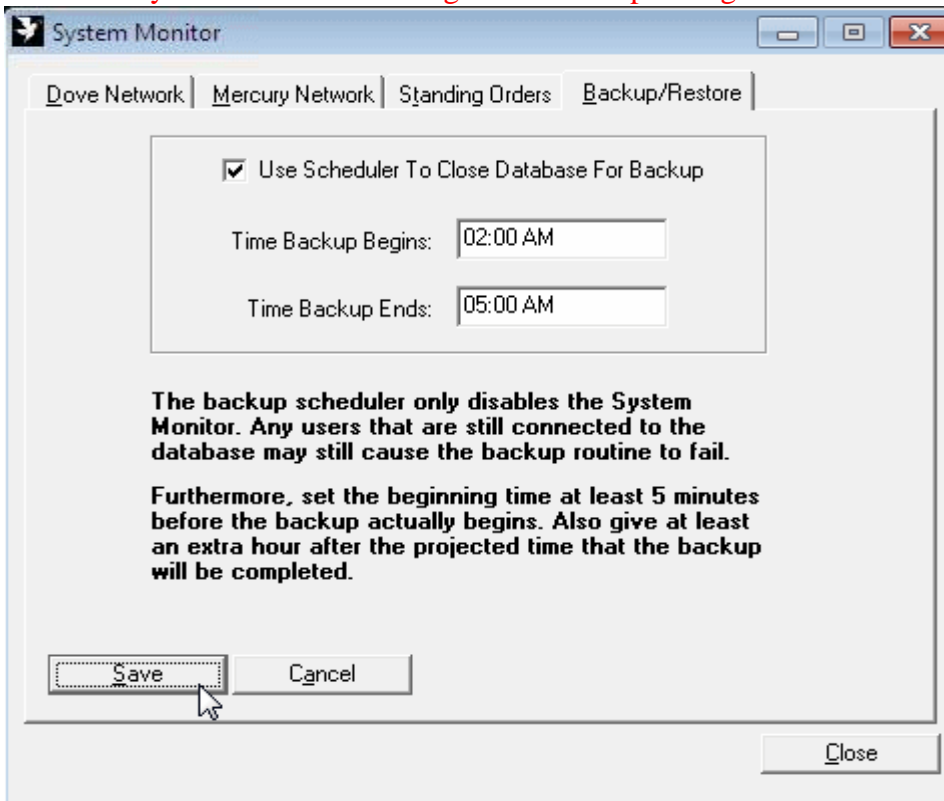 System Monitor
Dove Network
Mercury Network
Standing Orders
Backup/Restore
Use Scheduler To Close Database For Backup
Time Backup Begins: 02:00 AM
Time Backup Ends: 05:00 AM
The backup scheduler only disables the System
Monitor. Any users that are still connected to the
database may still cause the backup routine to fail.
Furthermore, set the beginning time at least 5 minutes
before the backup actually begins. Also give at least
an extra hour after the projected time that the backup
will be completed.
Save
Cancel
Close